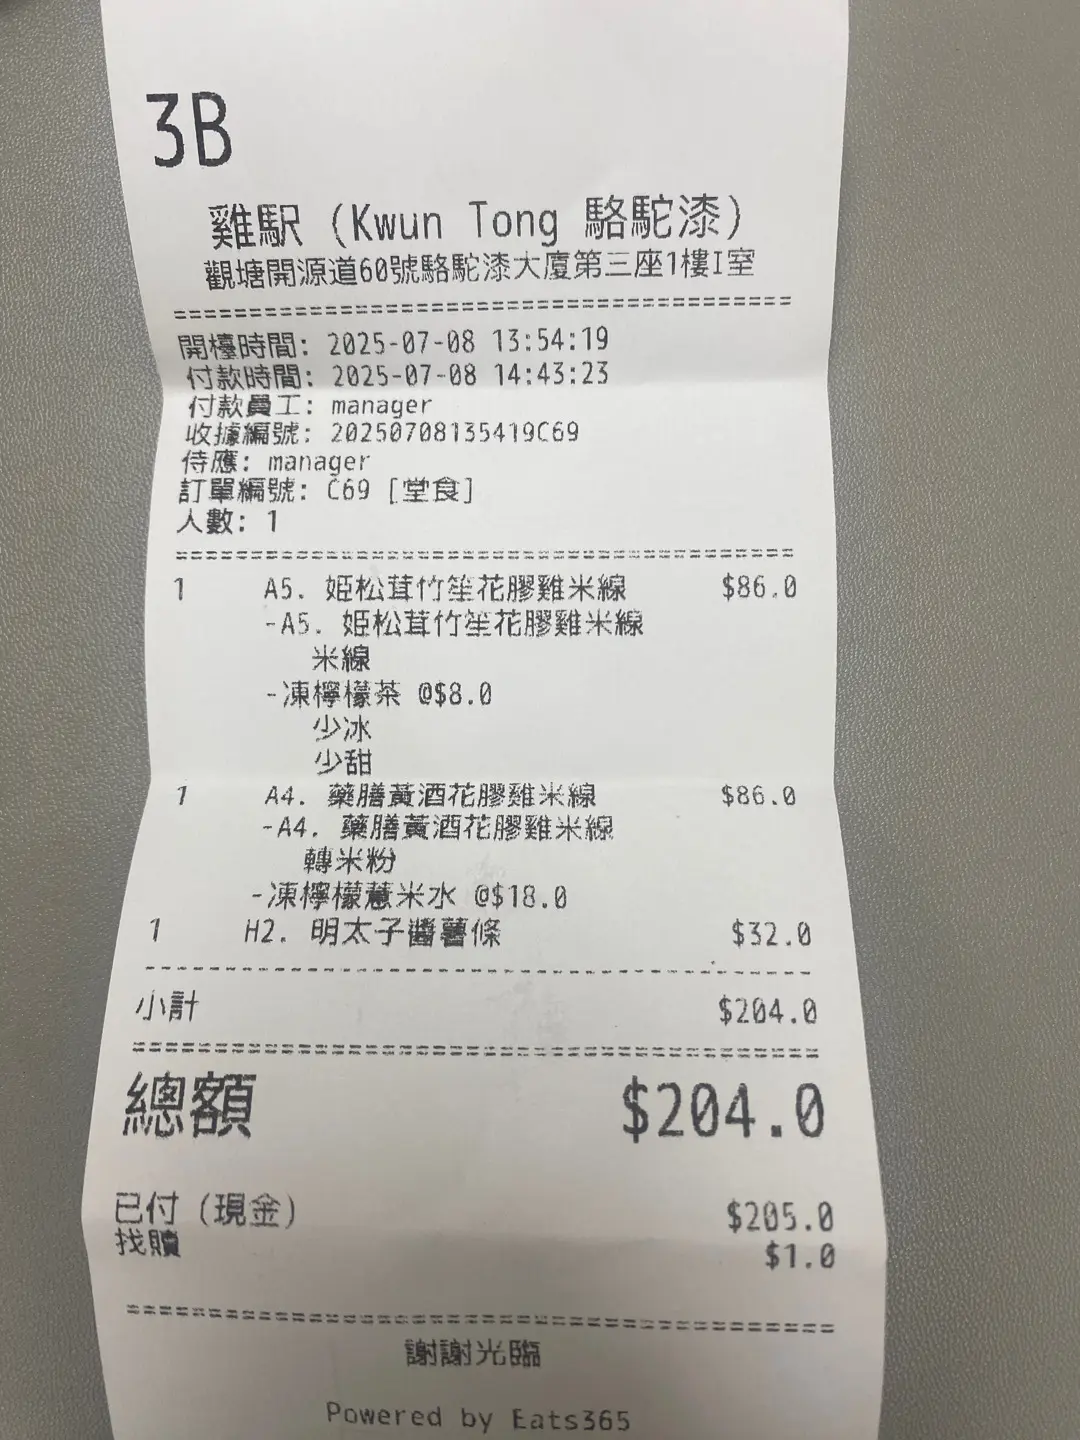 3B
雞駅 (Kwun Tong 駱駝漆)
觀塘開源道60號駱駝漆大廈第三座1樓I室
開檯時間: 2025-07-08 13:54:19
付款時間: 2025-07-08 14:43:23
付款員工: manager
收據編號: 20250708135419C69
侍應: manager
訂單編號: C69 [堂食]
人數: 1
1 A5. 姬松茸竹笙花膠雞米線 $86.0
-A5. 姬松茸竹笙花膠雞米線
米線
-凍檸檬茶 @$8.0
少冰
少甜
1 A4. 藥膳黃酒花膠雞米線 $86.0
-A4. 藥膳黃酒花膠雞米線
轉米粉
-凍檸檬薏米水 @$18.0
1 H2. 明太子醬薯條 $32.0
小計 $204.0
總額 $204.0
已付 (現金) $205.0
找贖 $1.0
謝謝光臨
Powered by Eats365